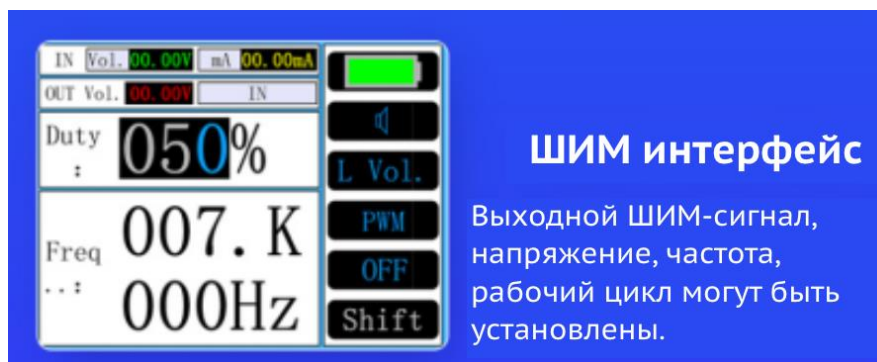 IN Vol. 00.00V mA 00.00mA
OUT Vol. 00.00V IN
Duty : 050%
L Vol.
Freq ..: 007.K
000Hz
PWM
OFF
Shift
ШИМ интерфейс
Выходной ШИМ-сигнал,
напряжение, частота,
рабочий цикл могут быть
установлены.